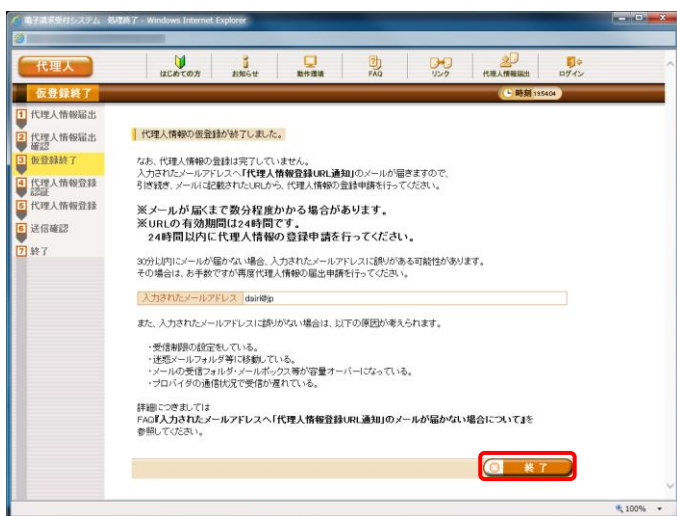 電子請求受付システム 処理終了 - Windows Internet Explorer
代理人
はじめての方
お知らせ
動作環境
FAQ
リンク
代理人情報届出
ログイン
仮登録終了
時刻 19:54:04
1 代理人情報届出
2 代理人情報届出確認
3 仮登録終了
4 代理人情報登録認証
5 代理人情報登録
6 送信確認
7 終了
代理人情報の仮登録が終了しました。
なお、代理人情報の登録は完了していません。
入力されたメールアドレスへ「代理人情報登録URL通知」のメールが届きますので、
引き続き、メールに記載されたURLから、代理人情報の登録申請を行ってください。
※メールが届くまで数分程度かかる場合があります。
※URLの有効期間は24時間です。
24時間以内に代理人情報の登録申請を行ってください。
30分以内にメールが届かない場合、入力されたメールアドレスに誤りがある可能性があります。
その場合は、お手数ですが再度代理人情報の届出申請を行ってください。
入力されたメールアドレス dairi@jp
また、入力されたメールアドレスに誤りがない場合は、以下の原因が考えられます。
・受信制限の設定をしている。
・迷惑メールフォルダ等に移動している。
・メールの受信フォルダ・メールボックス等が容量オーバーになっている。
・プロバイダの通信状況で受信が遅れている。
詳細につきましては
FAQ『入力されたメールアドレスへ「代理人情報登録URL通知」のメールが届かない場合について』を
参照してください。
終了
100%